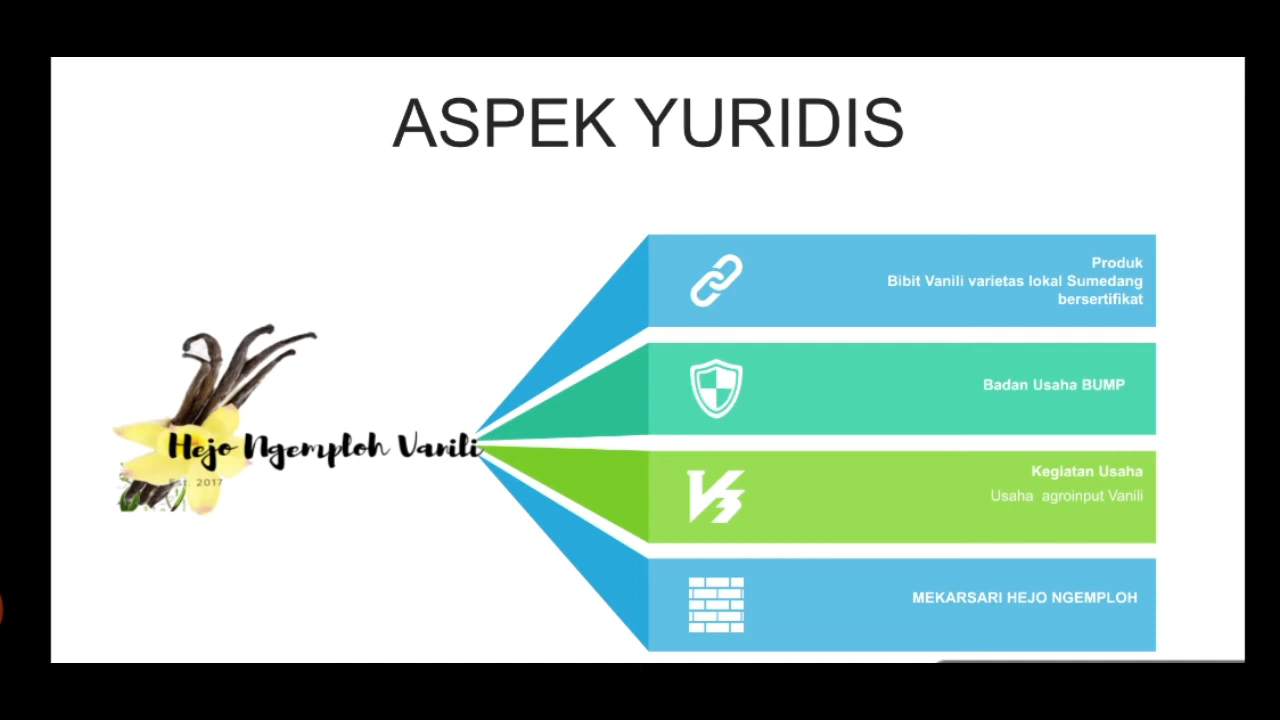 ASPEK YURIDIS
Produk
Bibit Vanili varietas lokal Sumedang
bersertifikat
Badan Usaha BUMP
Hejo Ngemploh Vanili
Est. 2017
Kegiatan Usaha
Usaha agroinput Vanili
MEKARSARI HEJO NGEMPLOH